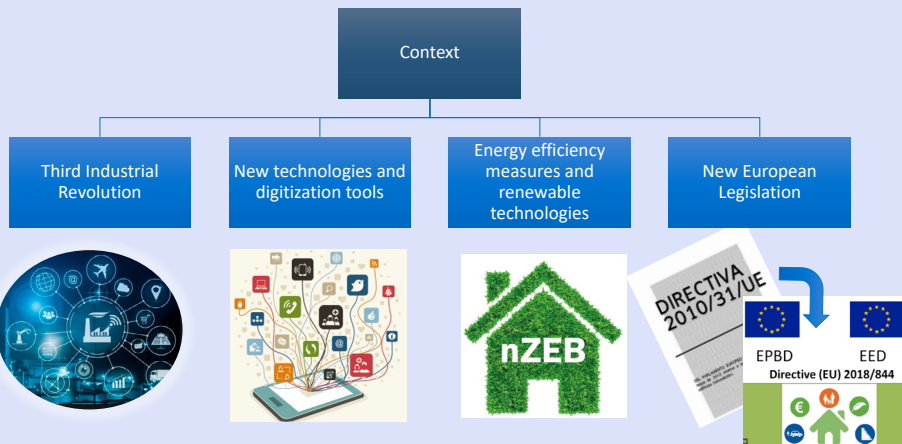 Context
Third Industrial
Revolution
New technologies and
digitization tools
Energy efficiency
measures and
renewable
technologies
New European
Legislation
nZEB
DIRECTIVA
2010/31/UE
EPBD EED
Directive (EU) 2018/844